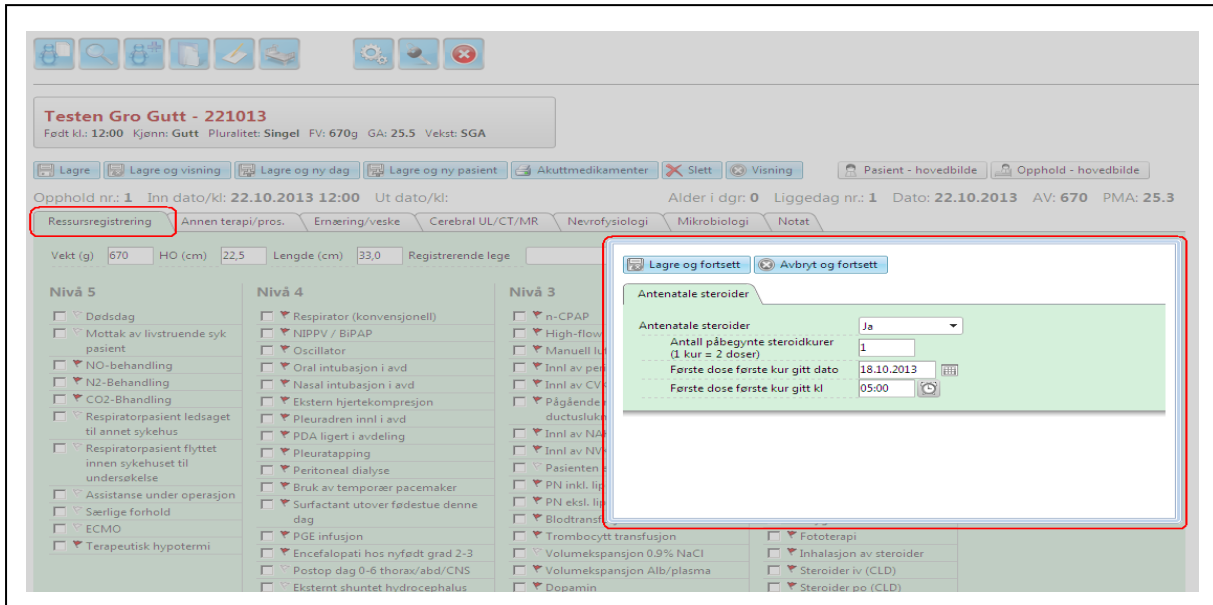 Testen Gro Gutt - 221013
Født kl.: 12:00 Kjønn: Gutt Pluralitet: Singel FV: 670g GA: 25.5 Vekst: SGA
Lagre Lagre og visning Lagre og ny dag Lagre og ny pasient Akuttmedikamenter Slett Visning Pasient - hovedbilde Opphold - hovedbilde
Opphold nr.: 1 Inn dato/kl: 22.10.2013 12:00 Ut dato/kl: Alder i dgr: 0 Liggedag nr.: 1 Dato: 22.10.2013 AV: 670 PMA: 25.3
Ressursregistrering Annen terapi/pros. Ernæring/veske Cerebral UL/CT/MR Nevrofysiologi Mikrobiologi Notat
Vekt (g) 670 HO (cm) 22,5 Lengde (cm) 33,0 Registrerende lege
Nivå 5
Dødsdag
Mottak av livstruende syk
pasient
NO-behandling
N2-Behandling
CO2-Bhandling
Respiratorpasient ledsaget
til annet sykehus
Respiratorpasient flyttet
innen sykehuset til
undersøkelse
Assistanse under operasjon
Særlige forhold
ECMO
Terapeutisk hypotermi
Nivå 4
Respirator (konvensjonell)
NIPPV / BiPAP
Oscillator
Oral intubasjon i avd
Nasal intubasjon i avd
Ekstern hjertekompresjon
Pleuradren innl i avd
PDA ligert i avdeling
Pleuratapping
Peritoneal dialyse
Bruk av temporær pacemaker
Surfactant utover fødestue denne
dag
PGE infusjon
Encefalopati hos nyfødt grad 2-3
Postop dag 0-6 thorax/abd/CNS
Eksternt shuntet hydrocephalus
Nivå 3
n-CPAP
High-flow
Manuell
Innl av
Innl av
Pågående
Innl av
Innl av
Pasienten
PN inkl.
PN eksl.
Trombocytt transfusjon
Volumekspansjon 0.9% NaCl
Volumekspansjon Alb/plasma
Dopamin
Fototerapi
Inhalasjon av steroider
Steroider iv (CLD)
Steroider po (CLD)
Lagre og fortsett Avbryt og fortsett
Antenatale steroider
Antenatale steroider Ja
Antall påbegynte steroidkurer
(1 kur = 2 doser) 1
Første dose første kur gitt dato 18.10.2013
Første dose første kur gitt kl 05:00